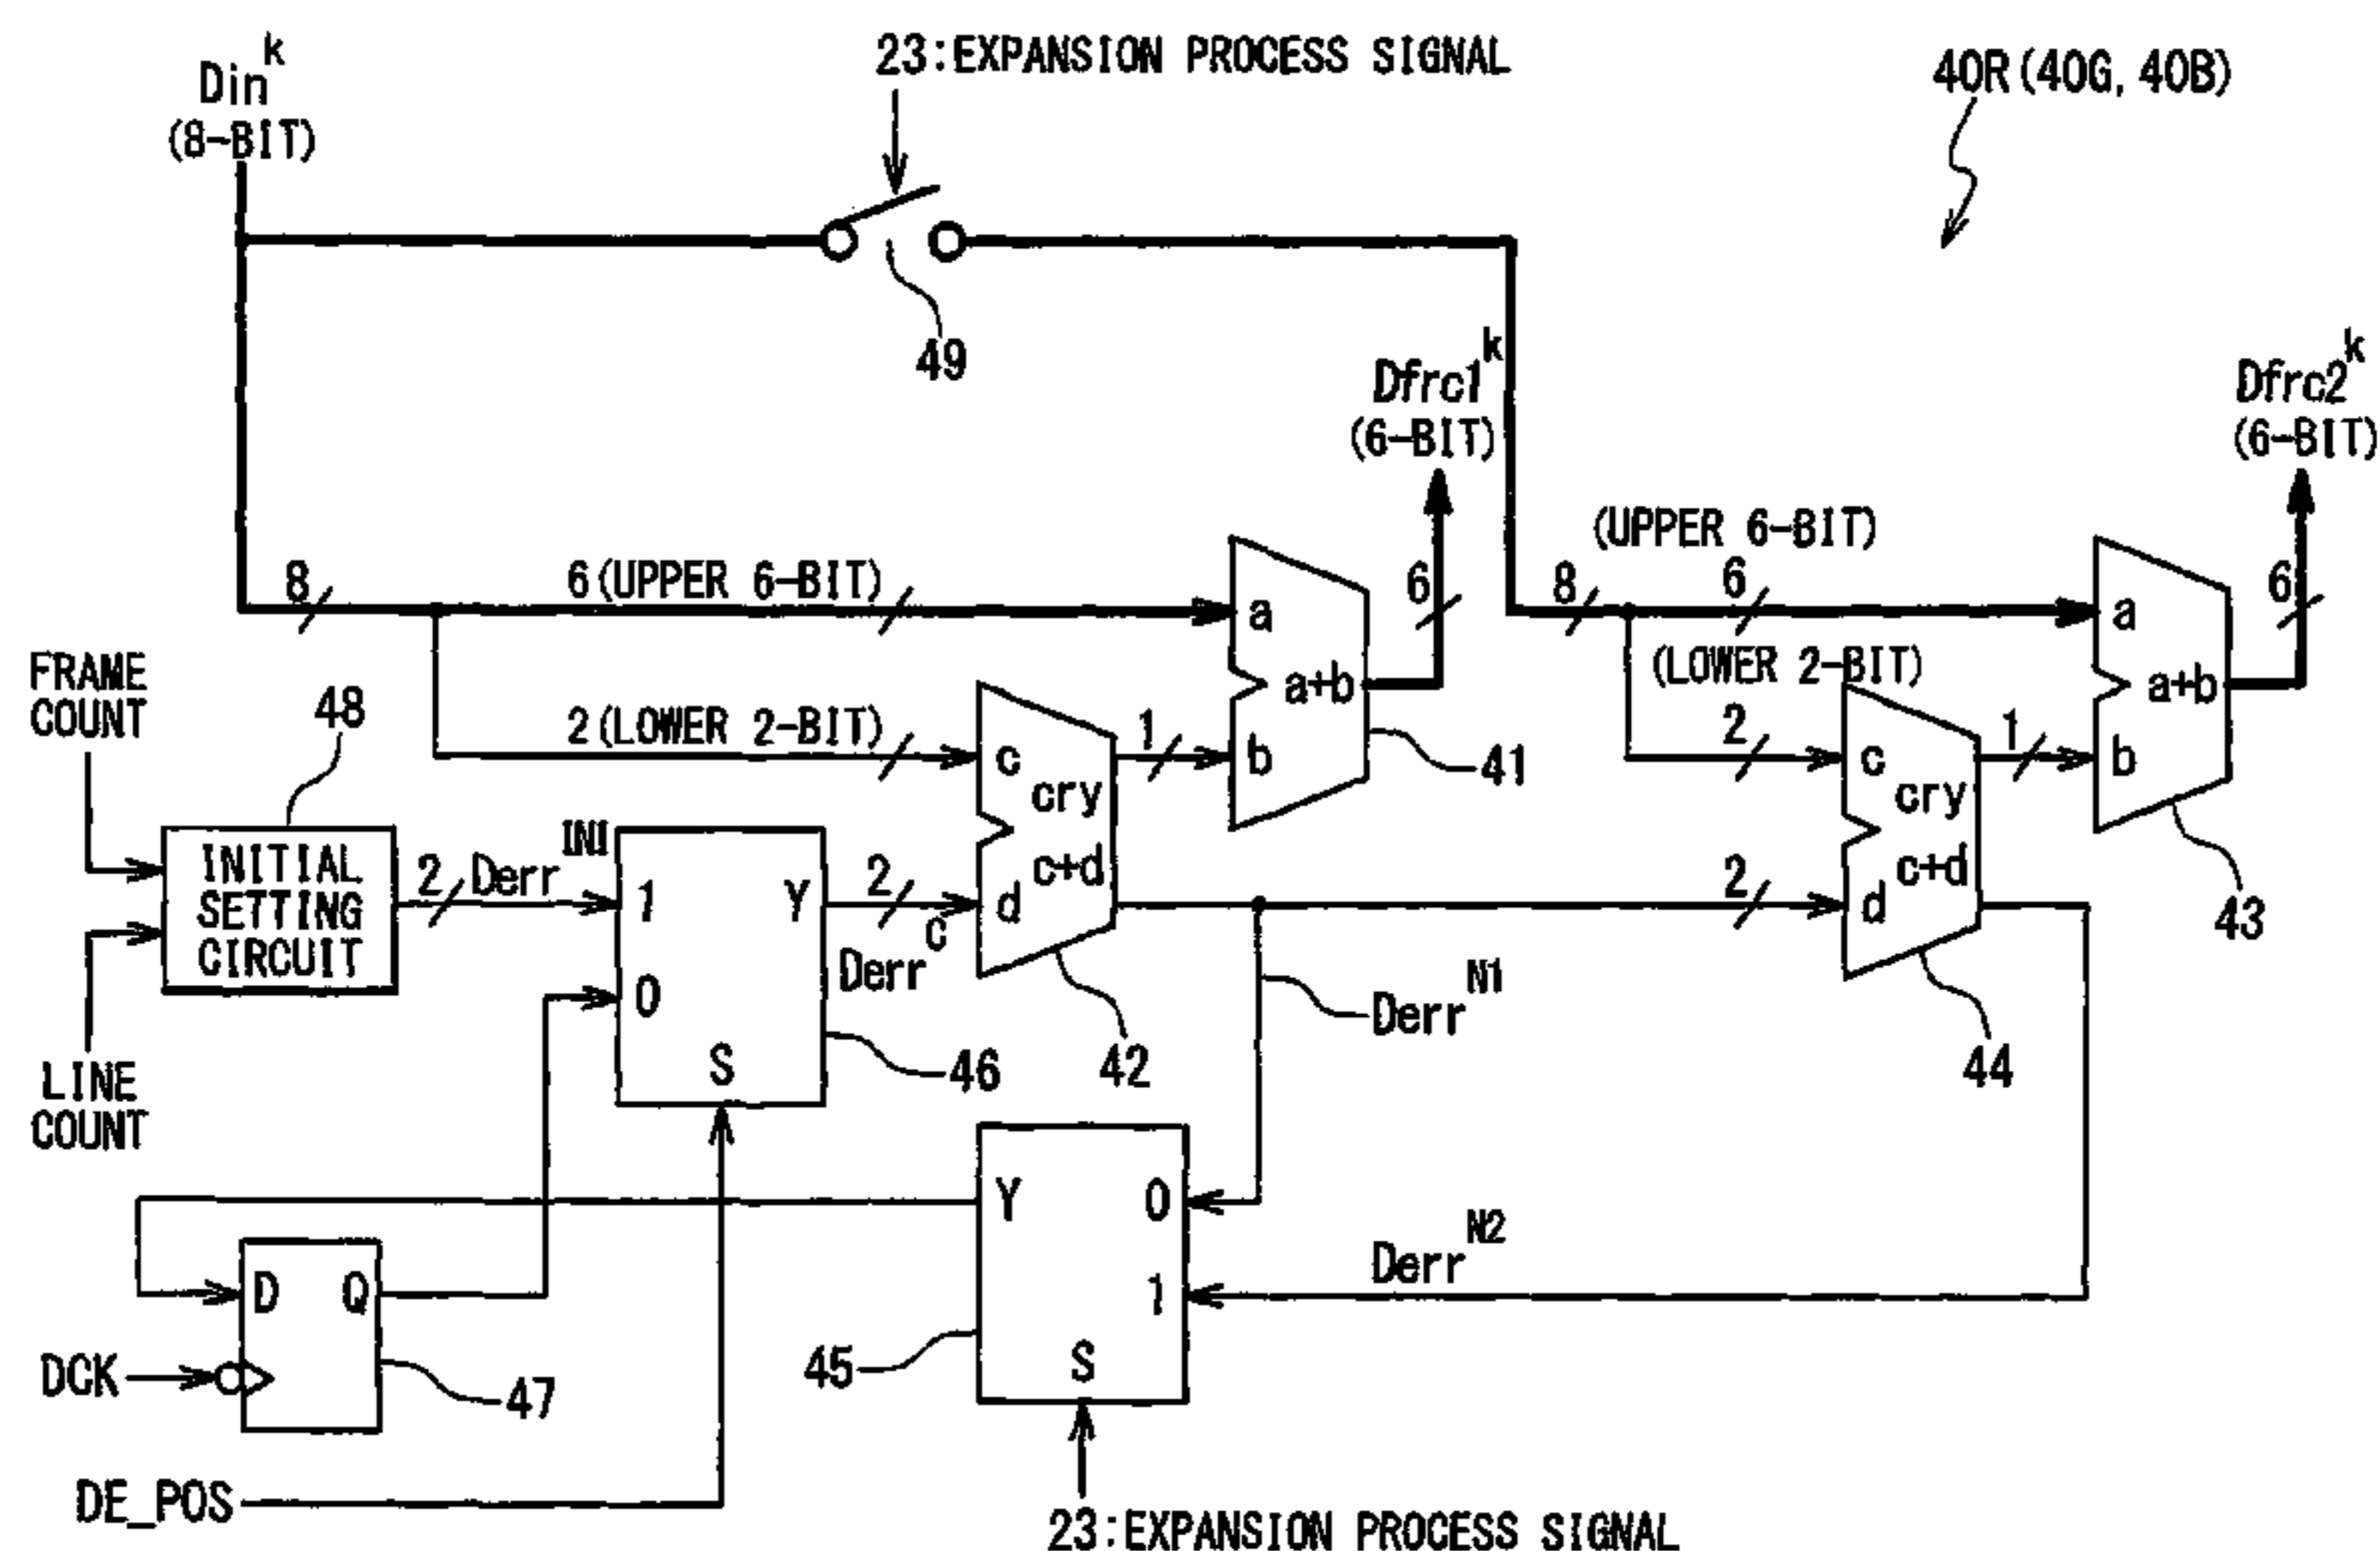 23:EXPANSION PROCESS SIGNAL
40R(40G, 40B)
Din^k
(8-BIT)
49
Dfrc1^k
(6-BIT)
Dfrc2^k
(6-BIT)
8
6(UPPER 6-BIT)
a
a+b
b
6
41
8
(UPPER 6-BIT)
6
(LOWER 2-BIT)
a
a+b
b
6
43
FRAME
COUNT
48
2(LOWER 2-BIT)
c
cry
1
c+d
d
42
2
c
cry
1
c+d
2
d
44
INITIAL
SETTING
CIRCUIT
2
Derr^INI
1
Y
0
S
46
2
Derr^C
LINE
COUNT
Derr^N1
Y
0
1
S
45
Derr^N2
D
Q
DCK
47
DE_POS
23:EXPANSION PROCESS SIGNAL